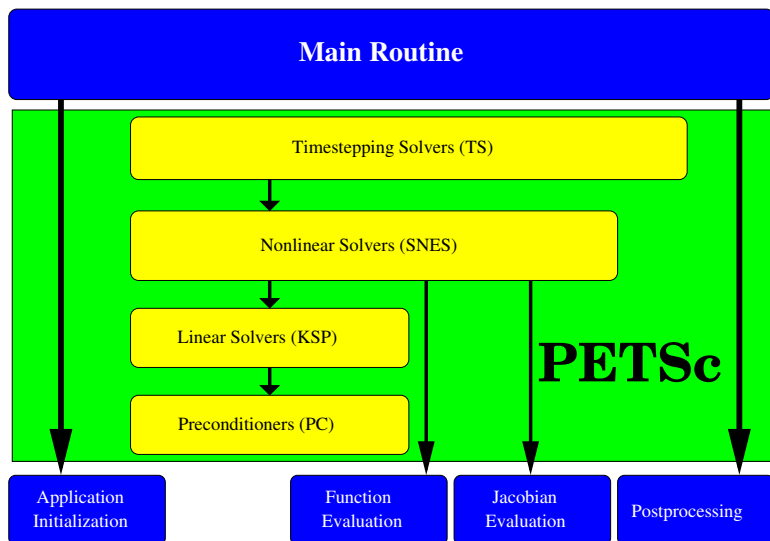 Main Routine
Timestepping Solvers (TS)
Nonlinear Solvers (SNES)
Linear Solvers (KSP)
PETSc
Preconditioners (PC)
Application
Initialization
Function
Evaluation
Jacobian
Evaluation
Postprocessing